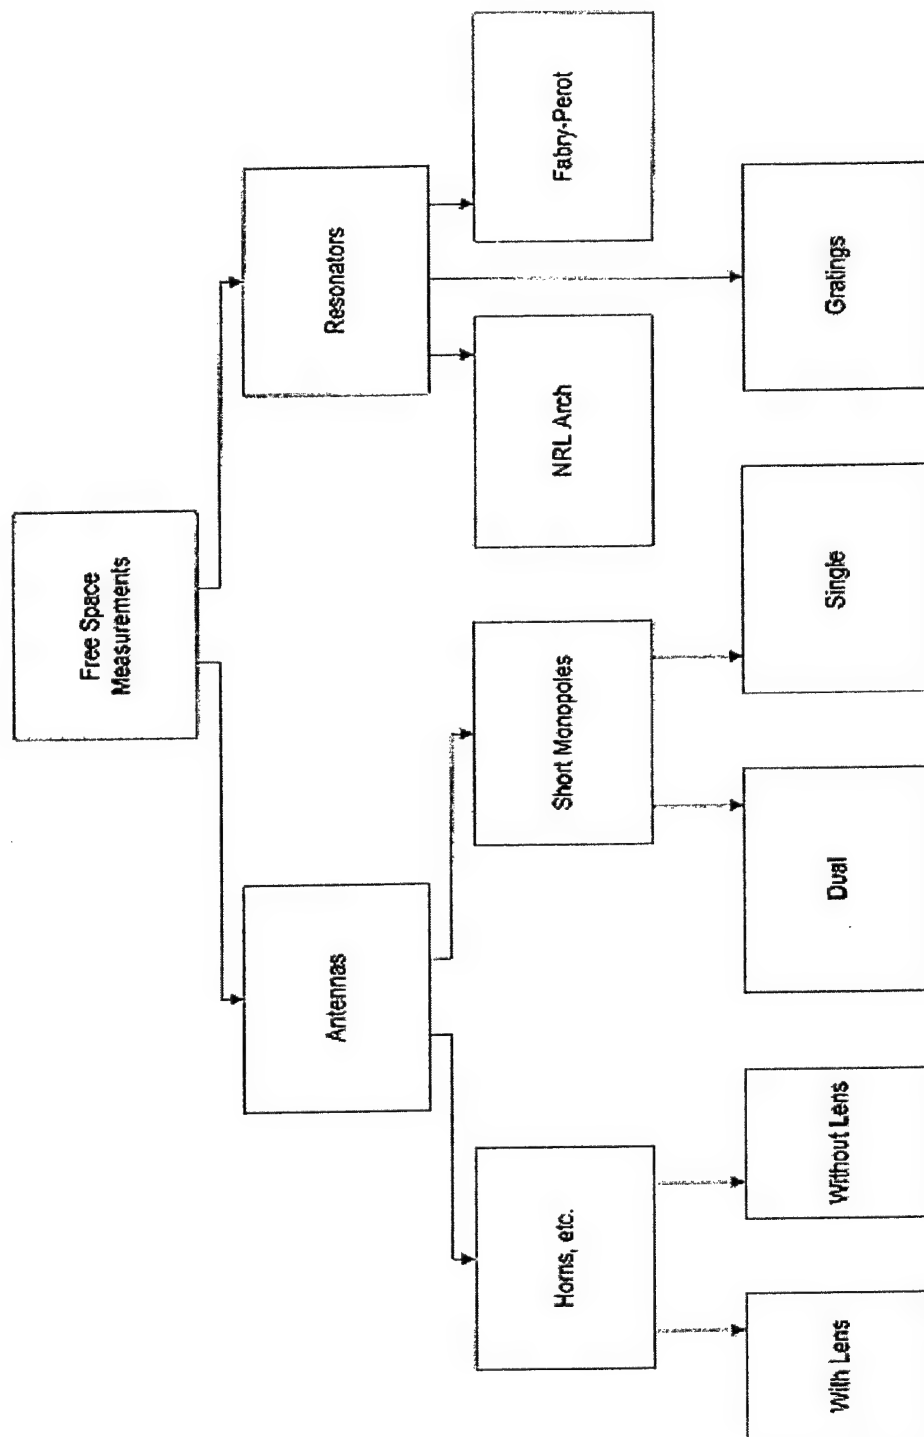 Free Space
Measurements
Antennas
Resonators
Horns, etc.
Short Monopoles
NRL Arch
Fabry-Perot
With Lens
Without Lens
Dual
Single
Gratings